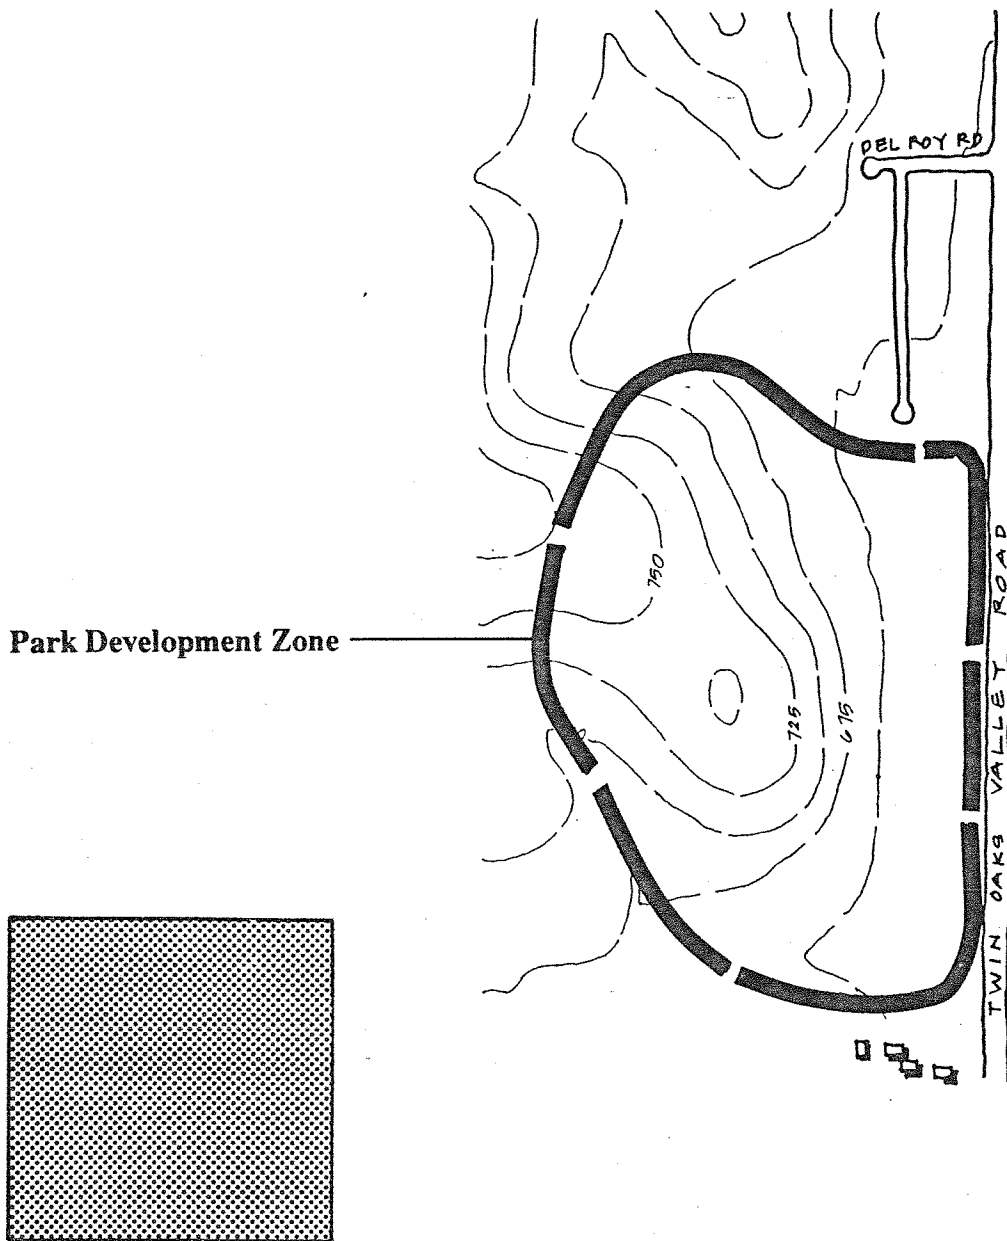 DEL ROY RD
750
Park Development Zone
725
675
TWIN OAKS VALLEY ROAD